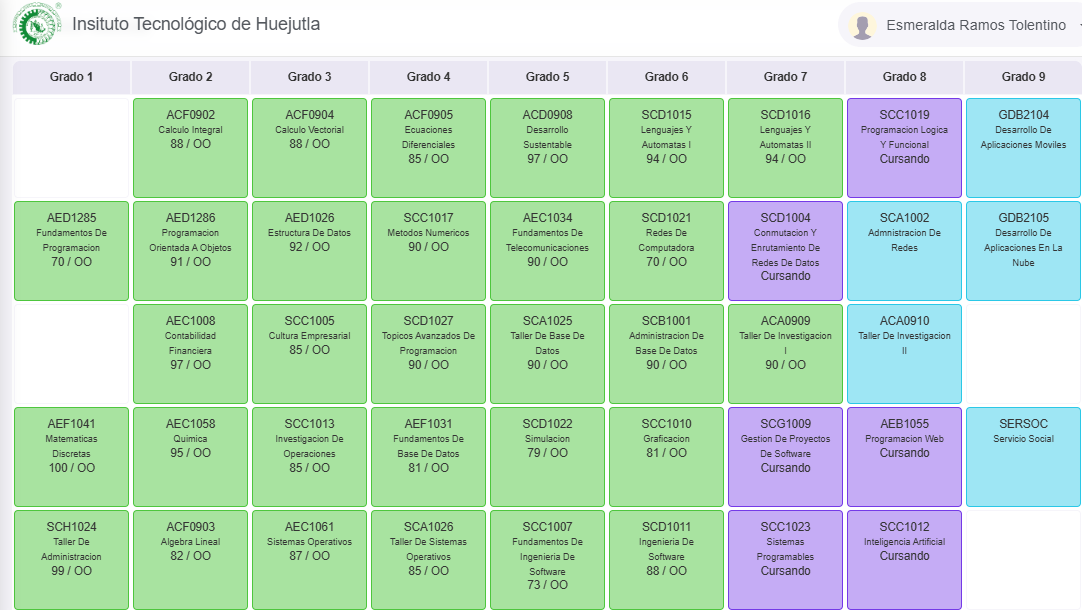 Insituto Tecnológico de Huejutla
Esmeralda Ramos Tolentino
Grado 1 Grado 2 Grado 3 Grado 4 Grado 5 Grado 6 Grado 7 Grado 8 Grado 9
ACF0902
Calculo Integral
88 / OO
ACF0904
Calculo Vectorial
88 / OO
ACF0905
Ecuaciones
Diferenciales
85 / OO
ACD0908
Desarrollo
Sustentable
97 / OO
SCD1015
Lenguajes Y
Automatas I
94 / OO
SCD1016
Lenguajes Y
Automatas II
94 / OO
SCC1019
Programacion Logica
Y Funcional
Cursando
GDB2104
Desarrollo De
Aplicaciones Moviles
AED1285
Fundamentos De
Programacion
70 / OO
AED1286
Programacion
Orientada A Objetos
91 / OO
AED1026
Estructura De Datos
92 / OO
SCC1017
Metodos Numericos
90 / OO
AEC1034
Fundamentos De
Telecomunicaciones
90 / OO
SCD1021
Redes De
Computadora
70 / OO
SCD1004
Conmutacion Y
Enrutamiento De
Redes De Datos
Cursando
SCA1002
Admnistracion De
Redes
GDB2105
Desarrollo De
Aplicaciones En La
Nube
AEC1008
Contabilidad
Financiera
97 / OO
SCC1005
Cultura Empresarial
85 / OO
SCD1027
Topicos Avanzados De
Programacion
90 / OO
SCA1025
Taller De Base De
Datos
90 / OO
SCB1001
Administracion De
Base De Datos
90 / OO
ACA0909
Taller De Investigacion
I
90 / OO
ACA0910
Taller De Investigacion
II
AEF1041
Matematicas
Discretas
100 / OO
AEC1058
Quimica
95 / OO
SCC1013
Investigacion De
Operaciones
85 / OO
AEF1031
Fundamentos De
Base De Datos
81 / OO
SCD1022
Simulacion
79 / OO
SCC1010
Graficacion
81 / OO
SCG1009
Gestion De Proyectos
De Software
Cursando
AEB1055
Programacion Web
Cursando
SERSOC
Servicio Social
SCH1024
Taller De
Administracion
99 / OO
ACF0903
Algebra Lineal
82 / OO
AEC1061
Sistemas Operativos
87 / OO
SCA1026
Taller De Sistemas
Operativos
85 / OO
SCC1007
Fundamentos De
Ingenieria De
Software
73 / OO
SCD1011
Ingenieria De
Software
88 / OO
SCC1023
Sistemas
Programables
Cursando
SCC1012
Inteligencia Artificial
Cursando